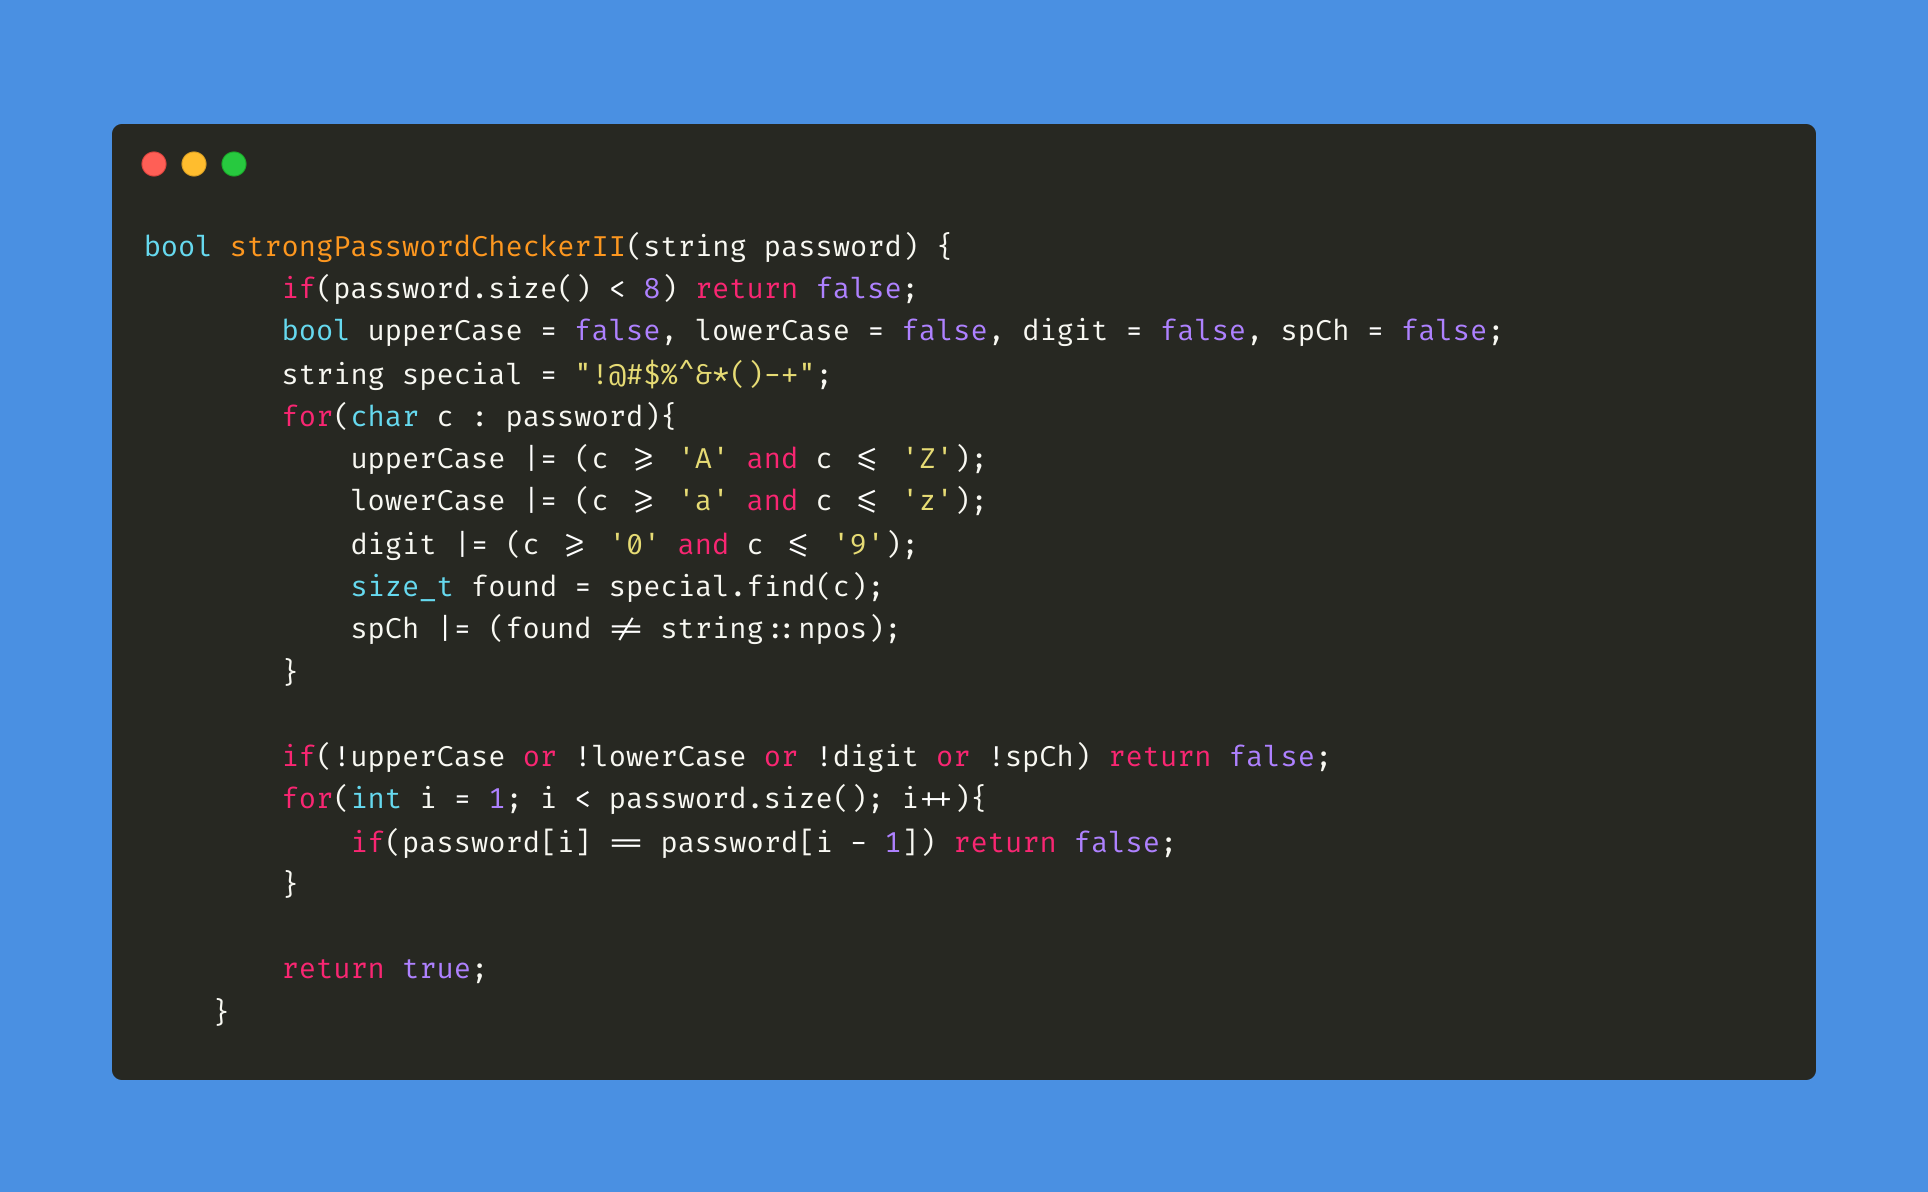 bool strongPasswordCheckerII(string password) {
        if(password.size() < 8) return false;
        bool upperCase = false, lowerCase = false, digit = false, spCh = false;
        string special = "!@#$%^&*()-+";
        for(char c : password){
            upperCase |= (c >= 'A' and c <= 'Z');
            lowerCase |= (c >= 'a' and c <= 'z');
            digit |= (c >= '0' and c <= '9');
            size_t found = special.find(c);
            spCh |= (found != string::npos);
        }

        if(!upperCase or !lowerCase or !digit or !spCh) return false;
        for(int i = 1; i < password.size(); i++){
            if(password[i] == password[i - 1]) return false;
        }

        return true;
    }